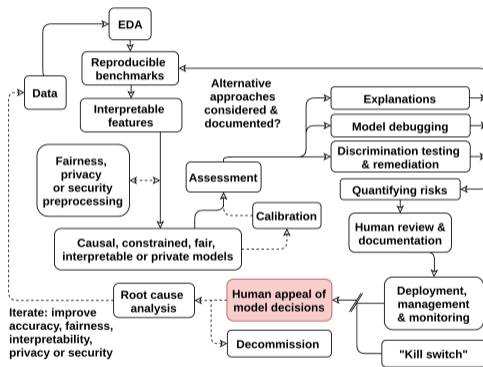 EDA
Reproducible
benchmarks
Data
Interpretable
features
Alternative
approaches
considered &
documented?
Explanations
Model debugging
Discrimination testing
& remediation
Fairness,
privacy
or security
preprocessing
Assessment
Quantifying risks
Calibration
Human review &
documentation
Causal, constrained, fair,
interpretable or private models
Root cause
analysis
Human appeal of
model decisions
Deployment,
management
& monitoring
Iterate: improve
accuracy, fairness,
interpretability,
privacy or security
Decommission
"Kill switch"